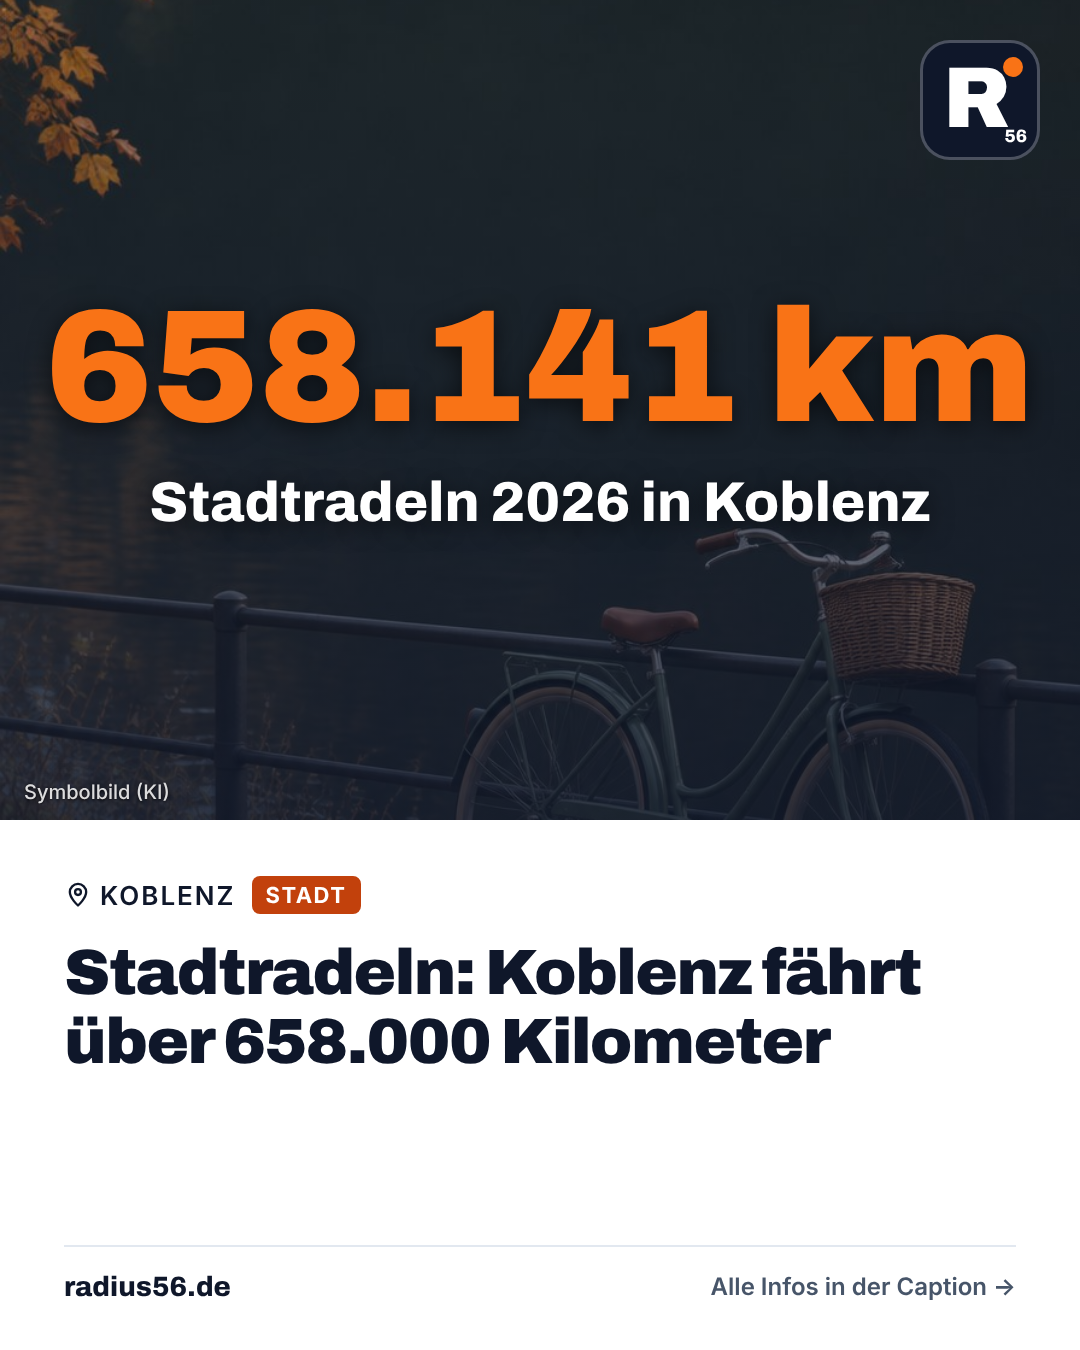 R
56
658.141 km
Stadtradeln 2026 in Koblenz
Symbolbild (KI)
KOBLENZ STADT
Stadtradeln: Koblenz fährt
über 658.000 Kilometer
radius56.de Alle Infos in der Caption →